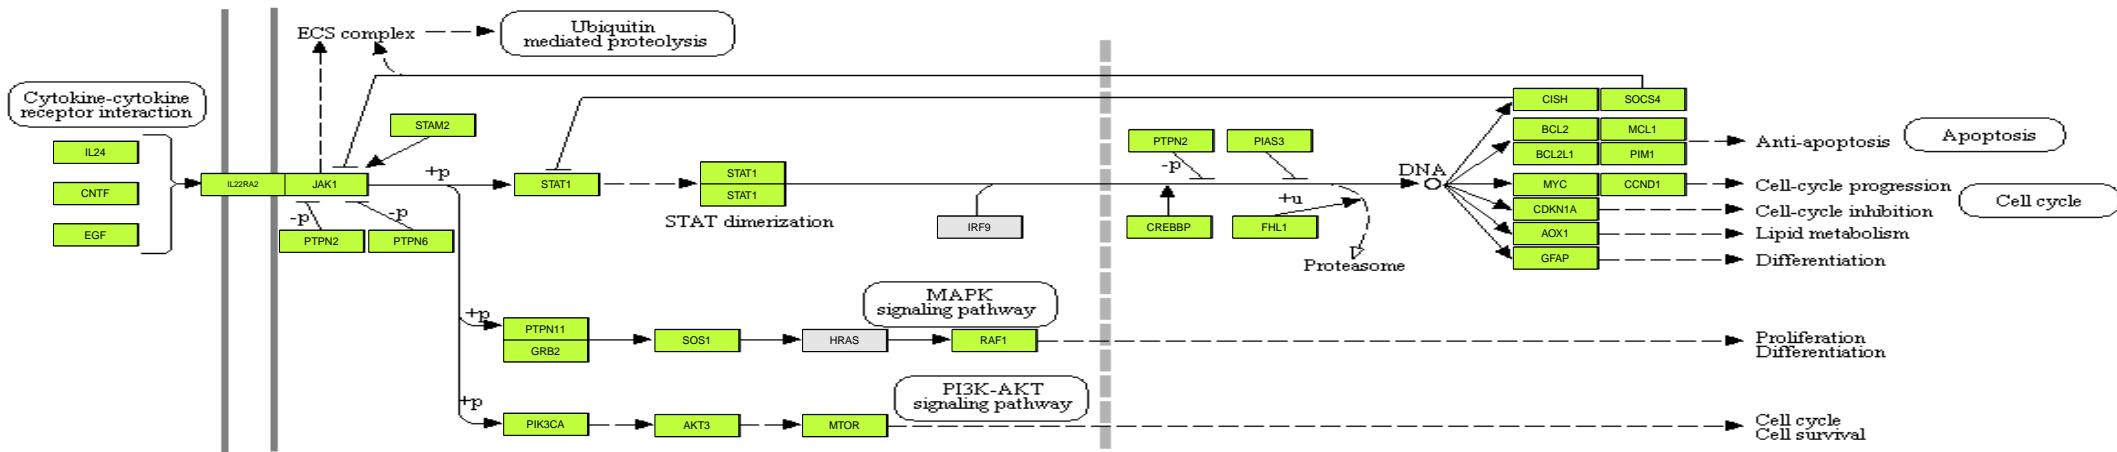 ECS complex
Ubiquitin
mediated proteolysis
Cytokine-cytokine
receptor interaction
IL24
CNTF
EGF
IL22RA2
JAK1
STAM2
+p
-p
-p
PTPN2
PTPN6
STAT1
STAT1
STAT1
STAT dimerization
IRF9
PTPN2
PIAS3
-p
+u
CREBBP
FHL1
Proteasome
DNA
CISH
SOCS4
BCL2
MCL1
BCL2L1
PIM1
MYC
CCND1
CDKN1A
AOX1
GFAP
Anti-apoptosis
Apoptosis
Cell-cycle progression
Cell-cycle inhibition
Cell cycle
Lipid metabolism
Differentiation
MAPK
signaling pathway
+p
PTPN11
GRB2
SOS1
HRAS
RAF1
Proliferation
Differentiation
PI3K-AKT
signaling pathway
+p
PIK3CA
AKT3
MTOR
Cell cycle
Cell survival